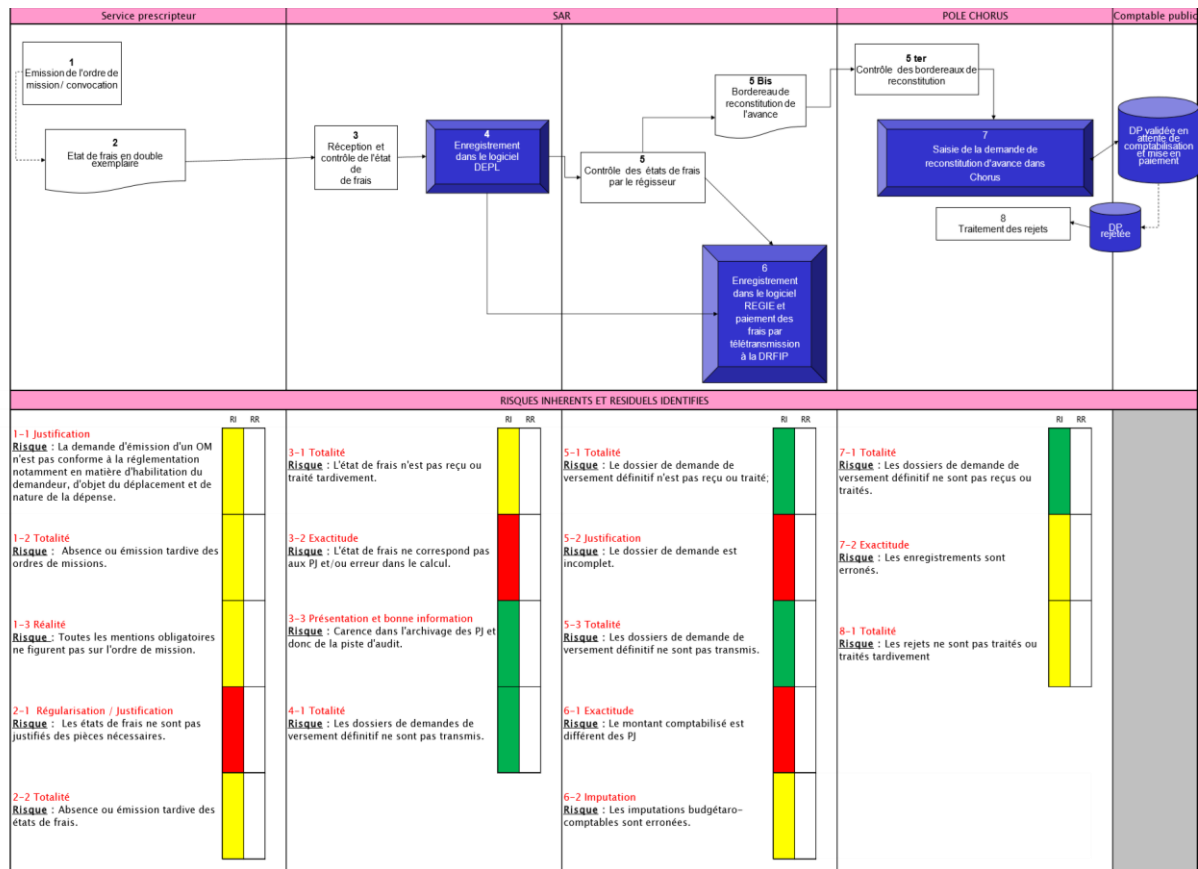 Service prescripteur
SAR
POLE CHORUS
Comptable public
1
Emission de l'ordre de
mission / convocation
2
Etat de frais en double
exemplaire
3
Réception et
contrôle de l'état
de
de frais
4
Enregistrement
dans le logiciel
DEPL
5
Contrôle des états de frais
par le régisseur
5 Bis
Bordereau de
reconstitution de
l'avance
5 ter
Contrôle des bordereaux de
reconstitution
6
Enregistrement
dans le logiciel
REGIE et
paiement des
frais par
télétransmission
à la DRFIP
7
Saisie de la demande de
reconstitution d'avance dans
Chorus
DP validée en
attente de
comptabilisation
et mise en
paiement
8
Traitement des rejets
DP
rejetée
RISQUES INHERENTS ET RESIDUELS IDENTIFIES
RI RR
1-1 Justification
Risque : La demande d'émission d'un OM
n'est pas conforme à la réglementation
notamment en matière d'habilitation du
demandeur, d'objet du déplacement et de
nature de la dépense.
1-2 Totalité
Risque : Absence ou émission tardive des
ordres de missions.
1-3 Réalité
Risque : Toutes les mentions obligatoires
ne figurent pas sur l'ordre de mission.
2-1 Régularisation / Justification
Risque : Les états de frais ne sont pas
justifiés des pièces nécessaires.
2-2 Totalité
Risque : Absence ou émission tardive des
états de frais.
RI RR
3-1 Totalité
Risque : L'état de frais n'est pas reçu ou
traité tardivement.
3-2 Exactitude
Risque : L'état de frais ne correspond pas
aux PJ et/ou erreur dans le calcul.
3-3 Présentation et bonne information
Risque : Carence dans l'archivage des PJ et
donc de la piste d'audit.
4-1 Totalité
Risque : Les dossiers de demandes de
versement définitif ne sont pas transmis.
RI RR
5-1 Totalité
Risque : Le dossier de demande de
versement définitif n'est pas reçu ou traité;
5-2 Justification
Risque : Le dossier de demande est
incomplet.
5-3 Totalité
Risque : Les dossiers de demande de
versement définitif ne sont pas transmis.
6-1 Exactitude
Risque : Le montant comptabilisé est
différent des PJ
6-2 Imputation
Risque : Les imputations budgétaro-
comptables sont erronées.
RI RR
7-1 Totalité
Risque : Les dossiers de demande de
versement définitif ne sont pas reçus ou
traités.
7-2 Exactitude
Risque : Les enregistrements sont
erronés.
8-1 Totalité
Risque : Les rejets ne sont pas traités ou
traités tardivement